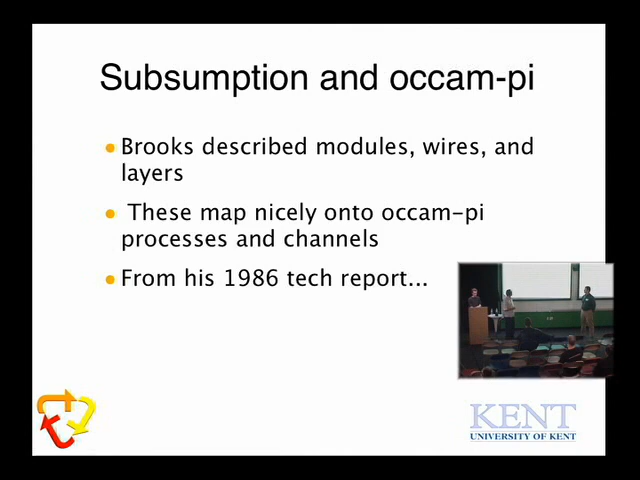 Subsumption and occam-pi
Brooks described modules, wires, and
layers
These map nicely onto occam-pi
processes and channels
From his 1986 tech report...
KENT
UNIVERSITY OF KENT